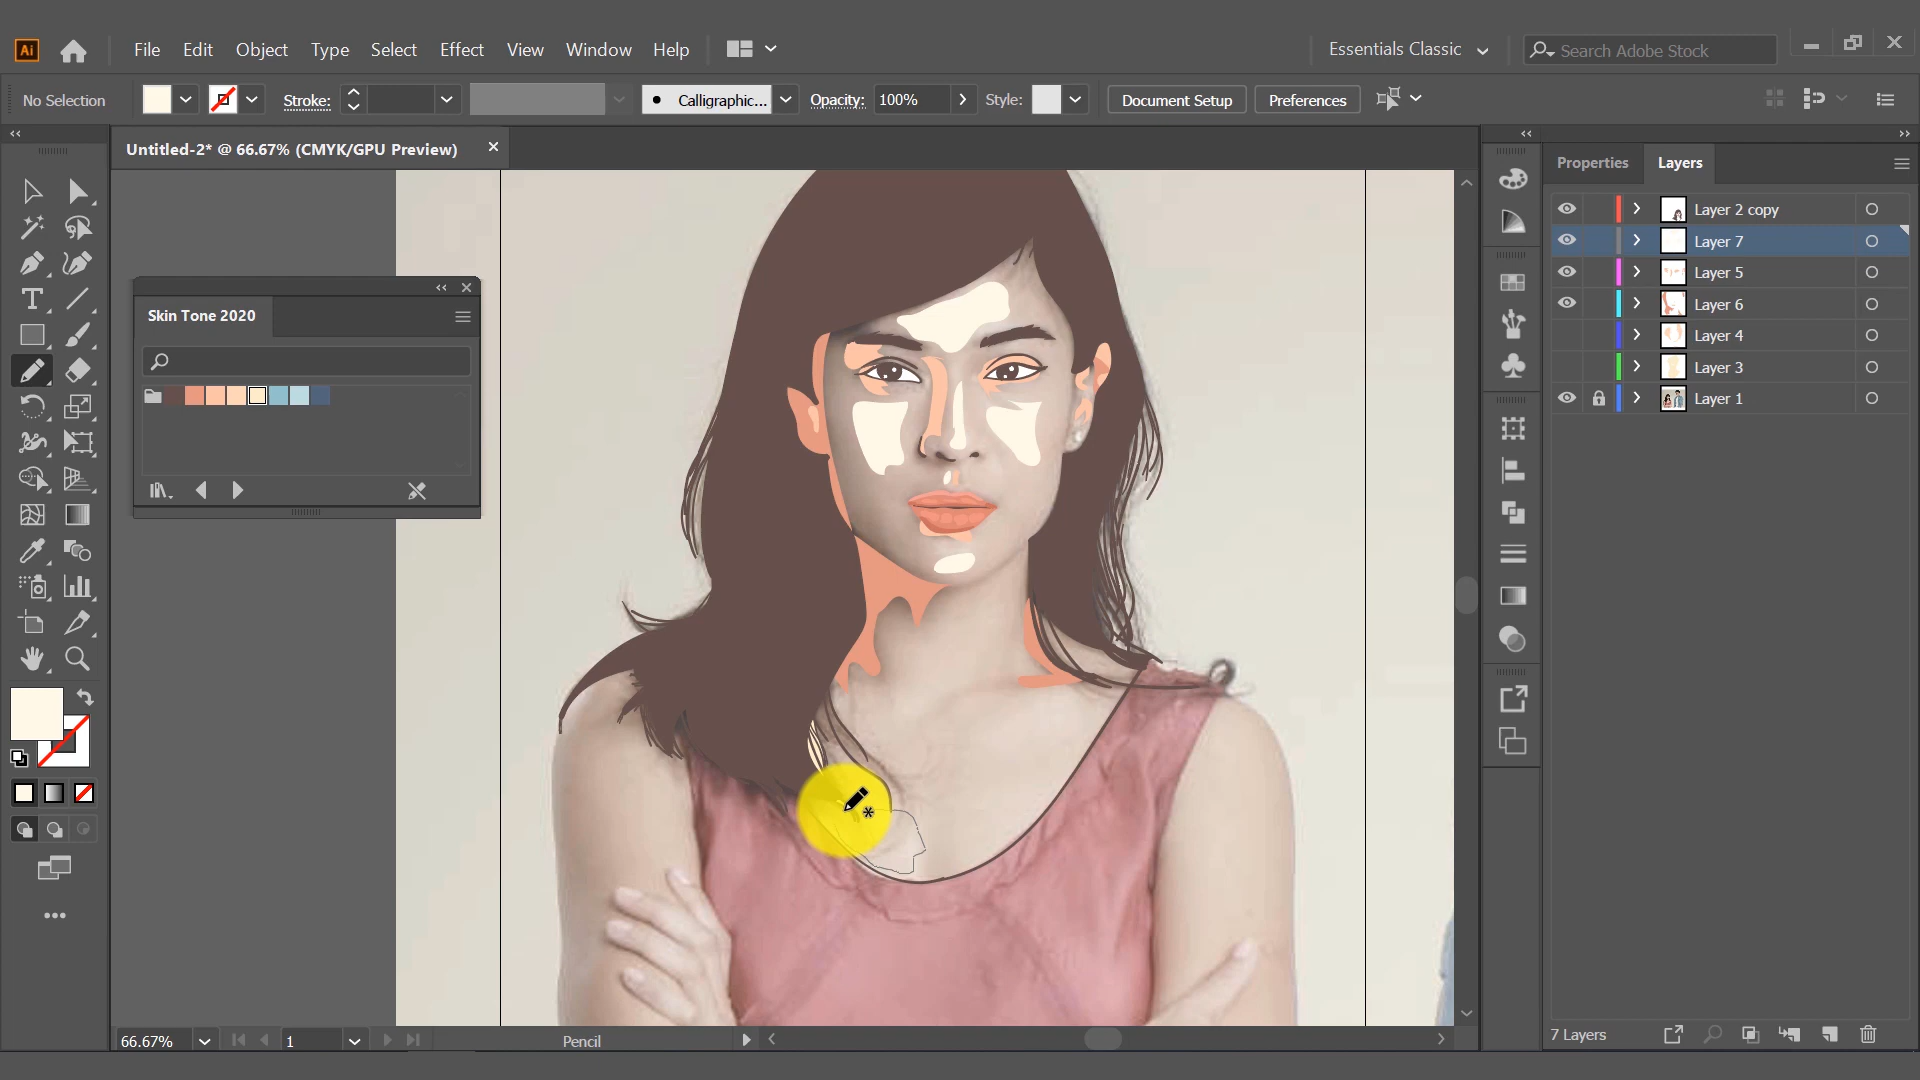 Ai File Edit Object Type Select Effect View Window Help Essentials Classic Search Adobe Stock
No Selection Stroke: Calligraphic... Opacity: 100% Style: Document Setup Preferences
Untitled-2* @ 66.67% (CMYK/GPU Preview)
Properties Layers
Layer 2 copy
Layer 7
Layer 5
Layer 6
Layer 4
Layer 3
Layer 1
Skin Tone 2020
66.67% 1 Pencil
7 Layers